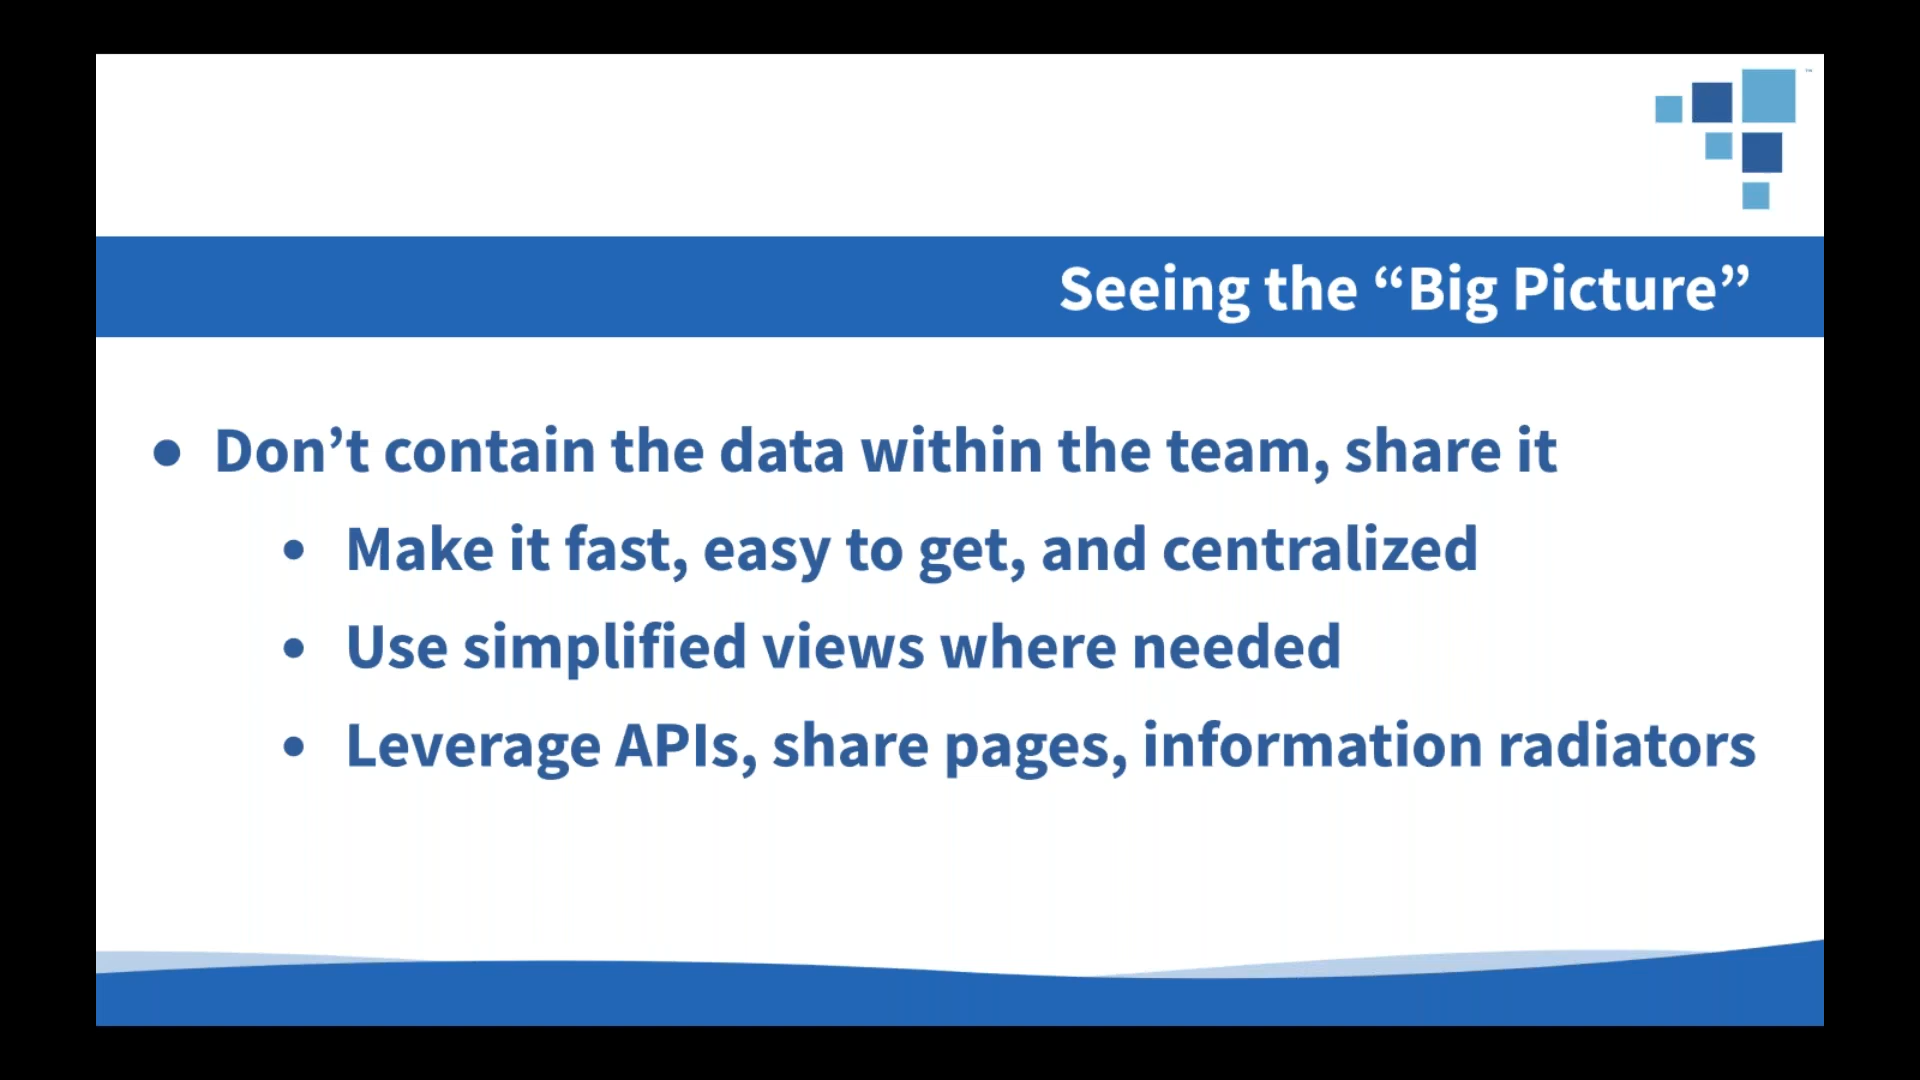 Seeing the “Big Picture”
● Don’t contain the data within the team, share it
• Make it fast, easy to get, and centralized
• Use simplified views where needed
• Leverage APIs, share pages, information radiators